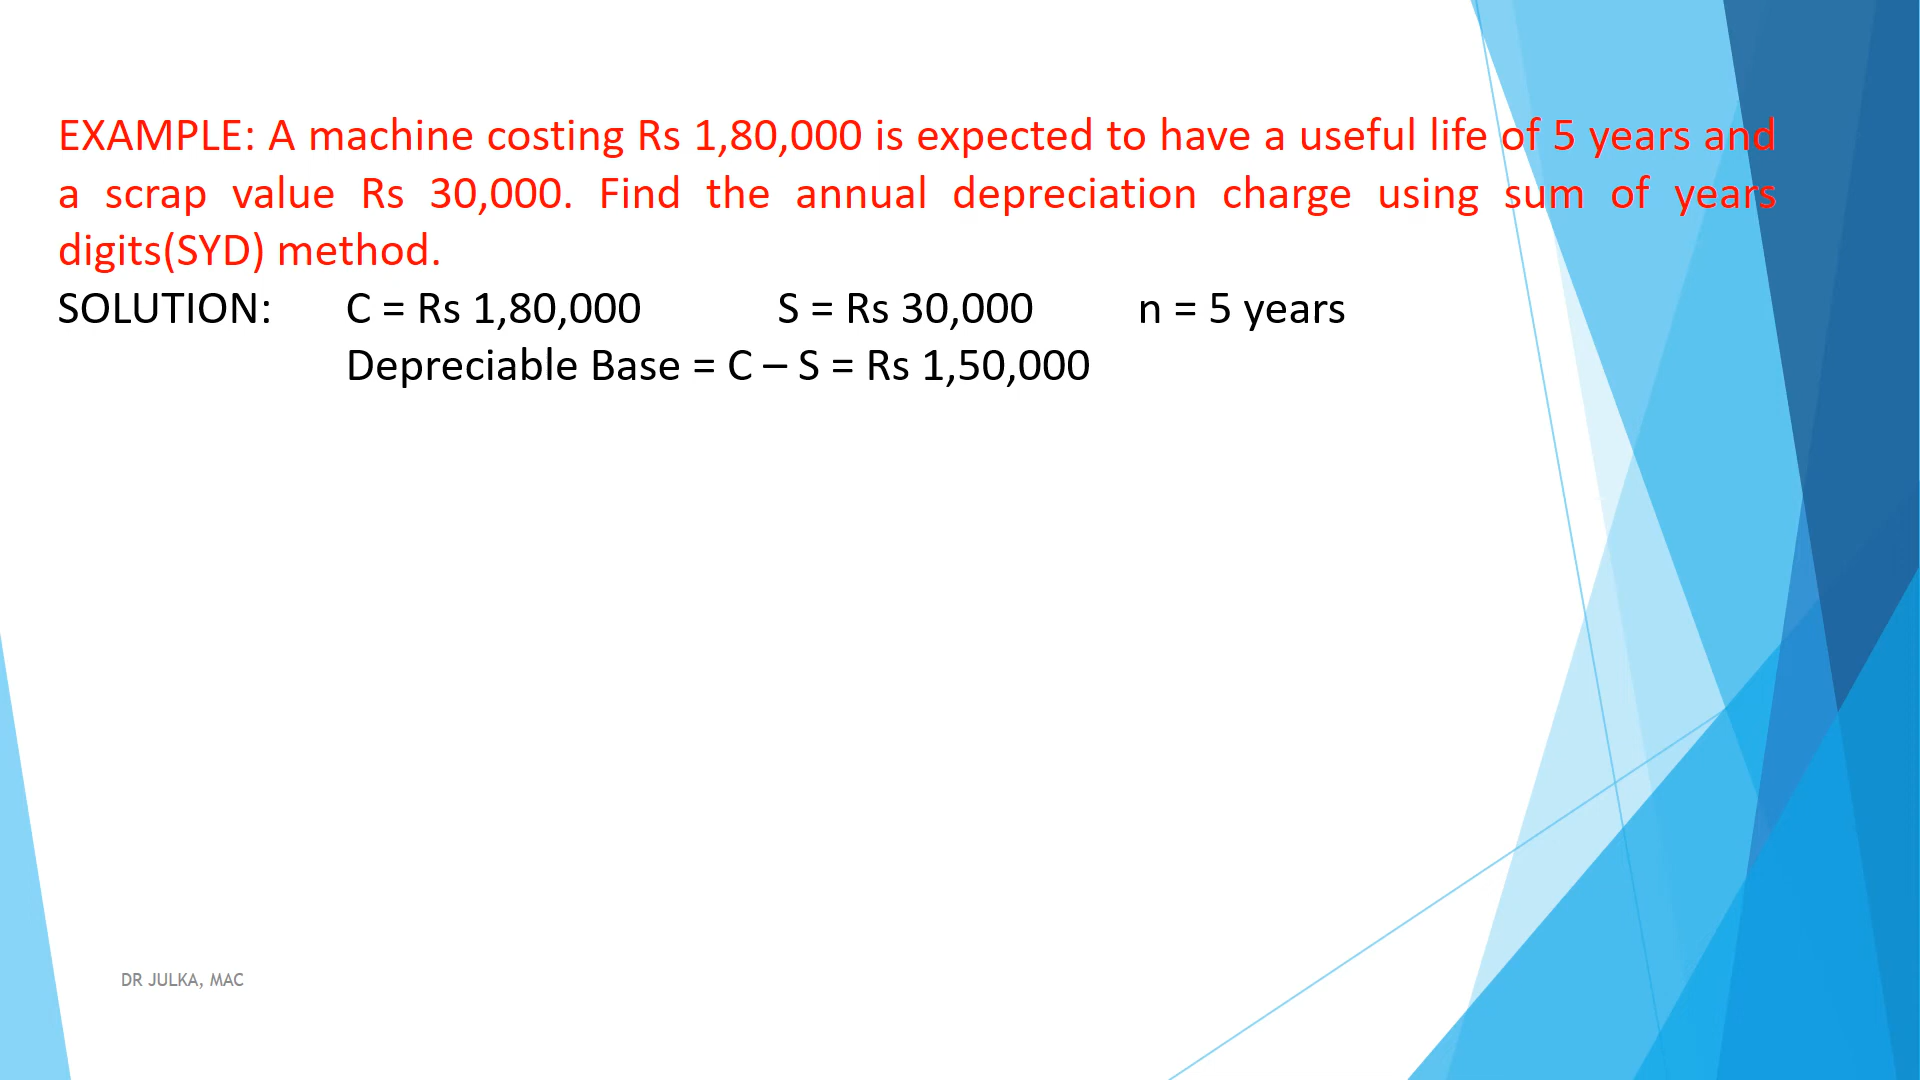 EXAMPLE: A machine costing Rs 1,80,000 is expected to have a useful life of 5 years and
a scrap value Rs 30,000. Find the annual depreciation charge using sum of years
digits(SYD) method.
SOLUTION: C = Rs 1,80,000 S = Rs 30,000 n = 5 years
Depreciable Base = C – S = Rs 1,50,000
DR JULKA, MAC